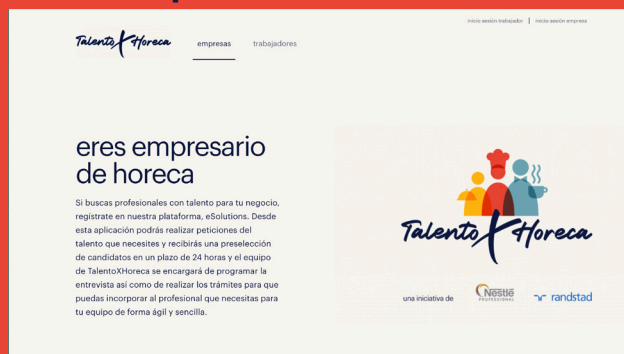 inicio sesión trabajador | inicio sesión empresa
Talento X Horeca
empresas
trabajadores
eres empresario
de horeca
Si buscas profesionales con talento para tu negocio,
regístrate en nuestra plataforma, eSolutions. Desde
esta aplicación podrás realizar peticiones del
talento que necesites y recibirás una preselección
de candidatos en un plazo de 24 horas y el equipo
de TalentoXHoreca se encargará de programar la
entrevista así como de realizar los trámites para que
puedas incorporar al profesional que necesitas para
tu equipo de forma ágil y sencilla.
Talento X Horeca
una iniciativa de
Nestlé
PROFESSIONAL
randstad